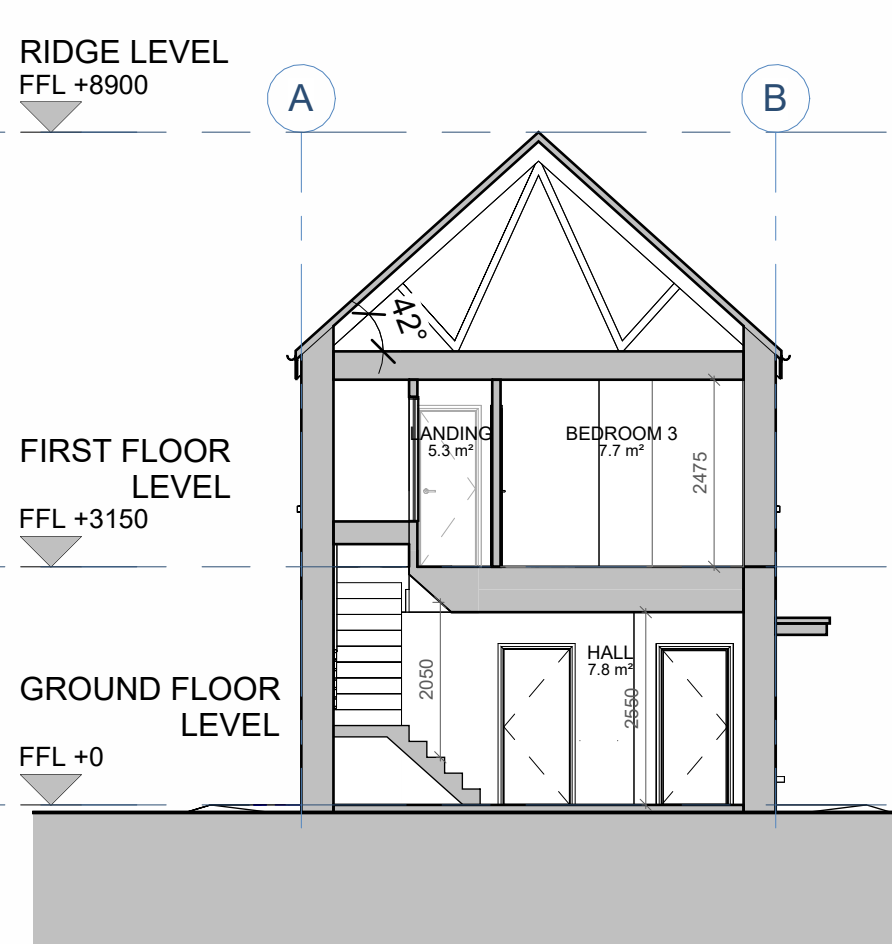 RIDGE LEVEL
FFL +8900
A
B
42°
LANDING
5.3 m²
BEDROOM 3
7.7 m²
2475
FIRST FLOOR
LEVEL
FFL +3150
HALL
7.8 m²
2050
2550
GROUND FLOOR
LEVEL
FFL +0